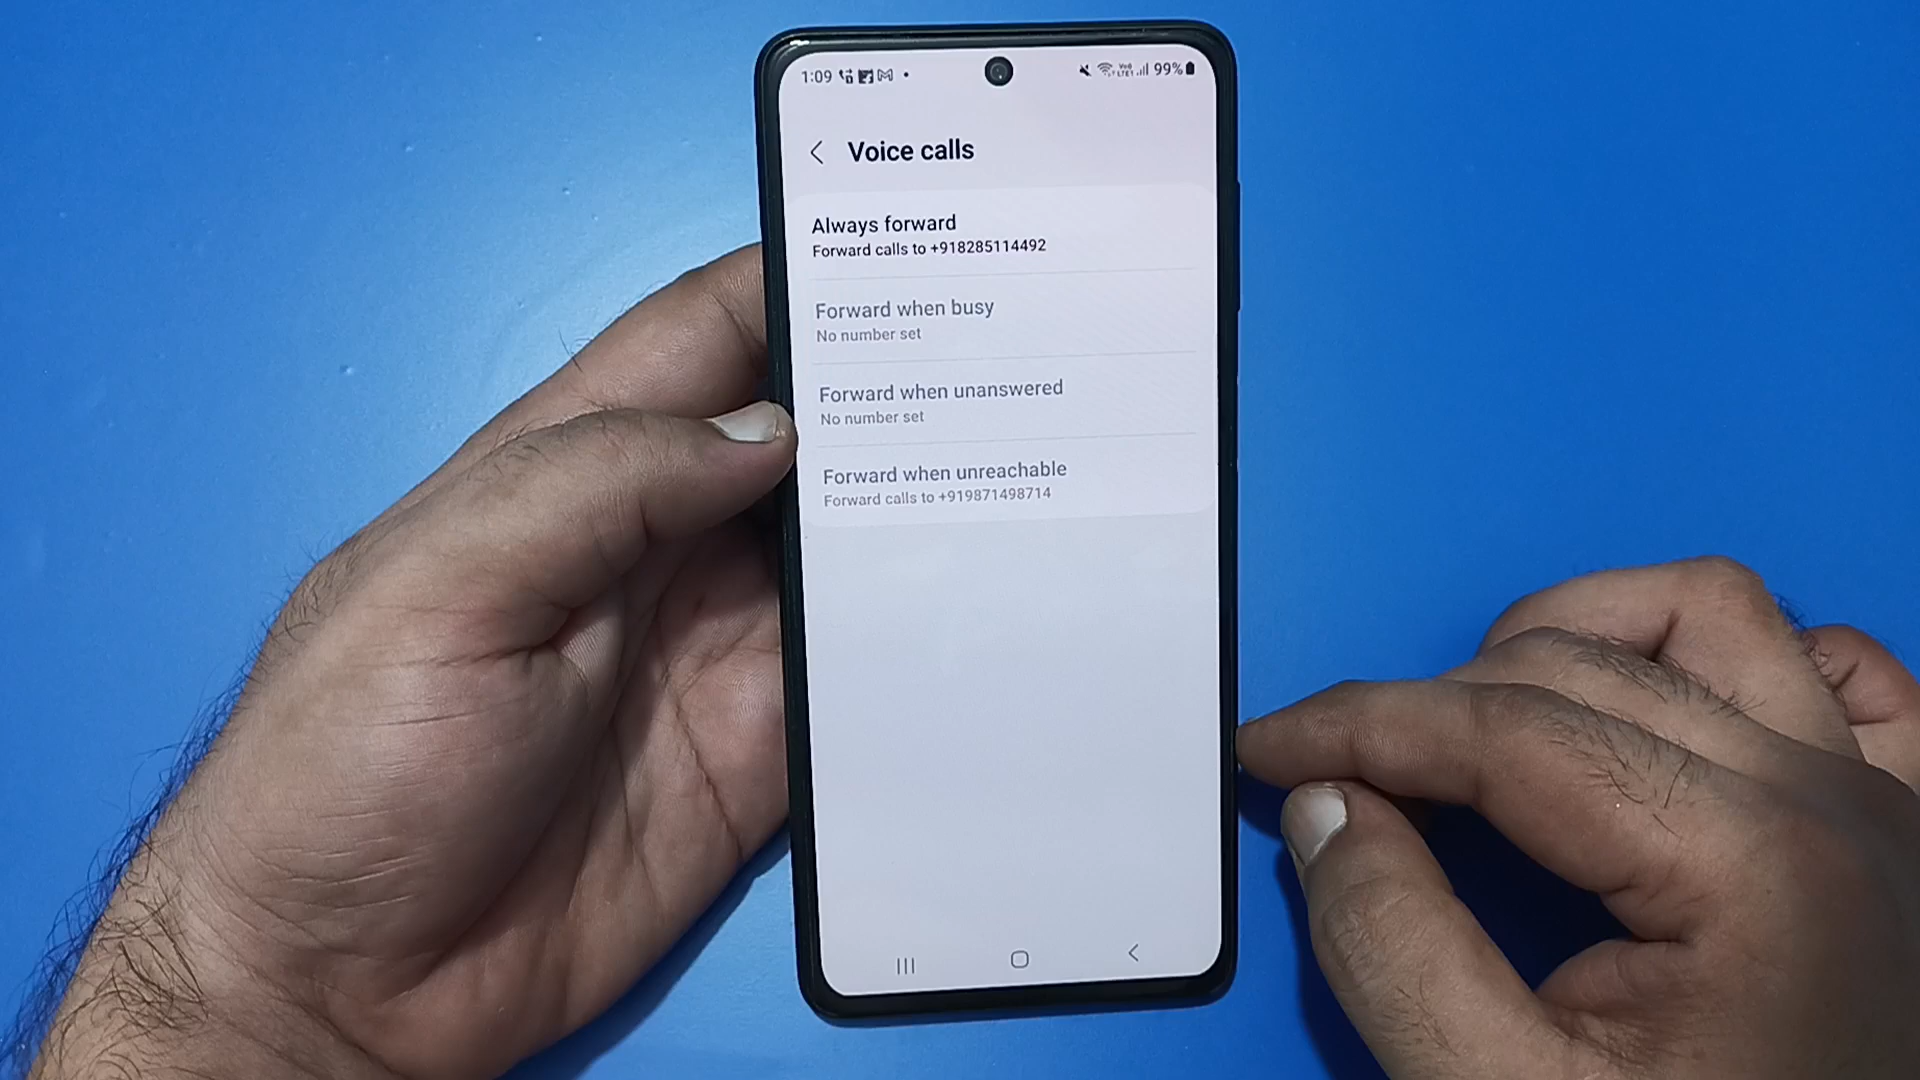 1:09
99%
Voice calls
Always forward
Forward calls to +918285114492
Forward when busy
No number set
Forward when unanswered
No number set
Forward when unreachable
Forward calls to +919871498714